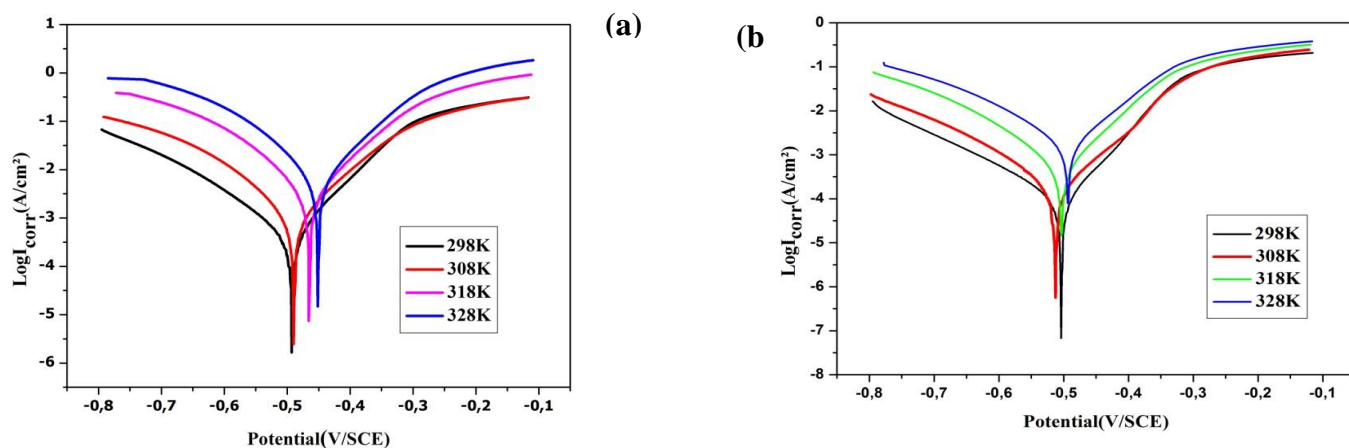 (a)
1
0
-1
-2
-3
-4
-5
-6
LogI_corr(A/cm²)
298K
308K
318K
328K
-0,8 -0,7 -0,6 -0,5 -0,4 -0,3 -0,2 -0,1
Potential(V/SCE)
(b
0
-1
-2
-3
-4
-5
-6
-7
-8
LogI_corr(A/cm²)
298K
308K
318K
328K
-0,8 -0,7 -0,6 -0,5 -0,4 -0,3 -0,2 -0,1
Potential(V/SCE)